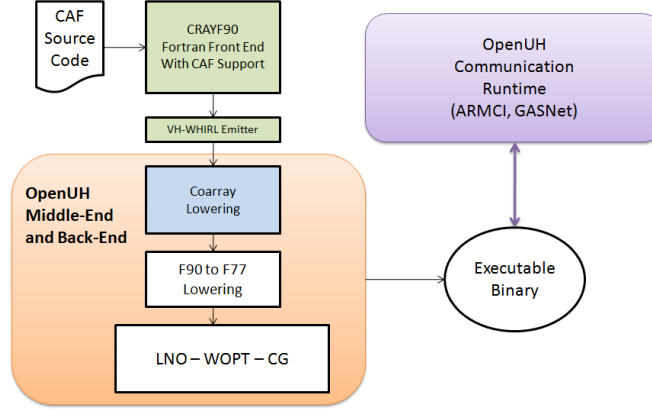 CAF
Source
Code
CRAYF90
Fortran Front End
With CAF Support
VH-WHIRL Emitter
OpenUH
Middle-End
and Back-End
Coarray
Lowering
F90 to F77
Lowering
LNO – WOPT – CG
OpenUH
Communication
Runtime
(ARMCI, GASNet)
Executable
Binary